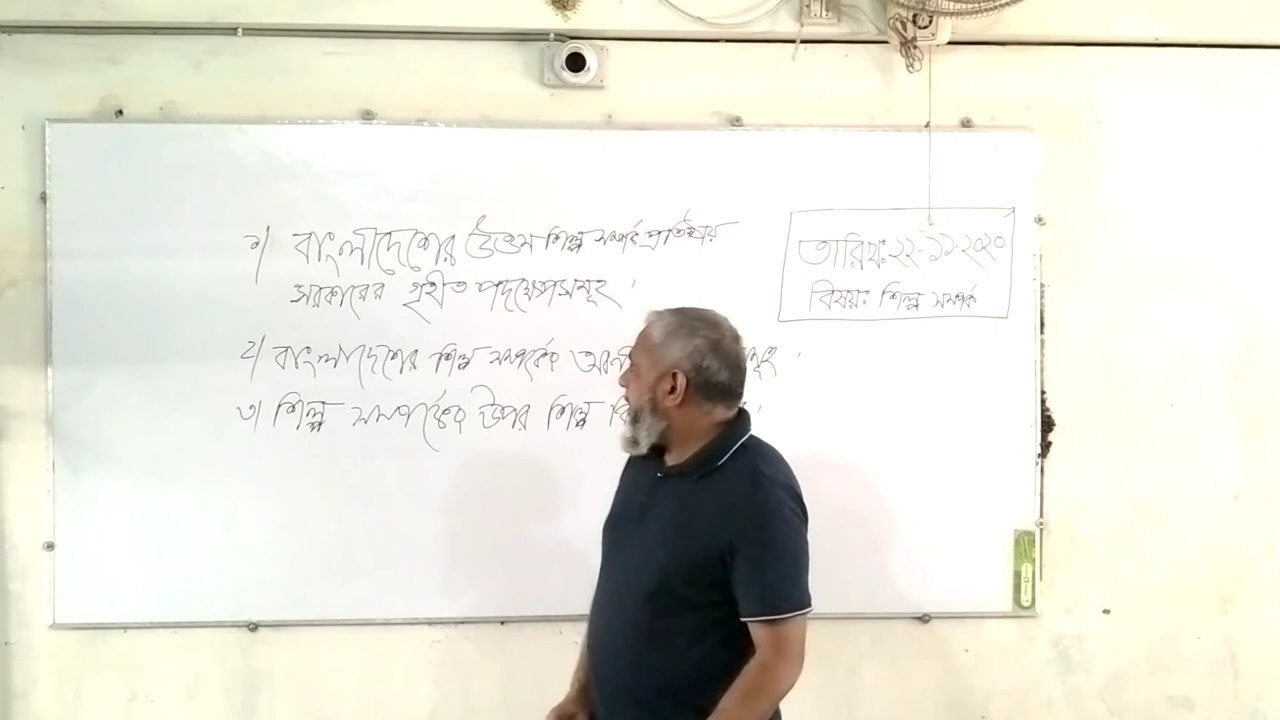 ১) বাংলাদেশের উত্তম শিল্প সম্পর্ক প্রতিষ্ঠায়
সরকারের গৃহীত পদক্ষেপসমূহ।
২) বাংলাদেশের শিল্প সম্পর্কের
৩) শিল্প সম্পর্কের উপর শিল্প
তারিখ: ২২-১১-২০২০
বিষয়ঃ শিল্প সম্পর্ক